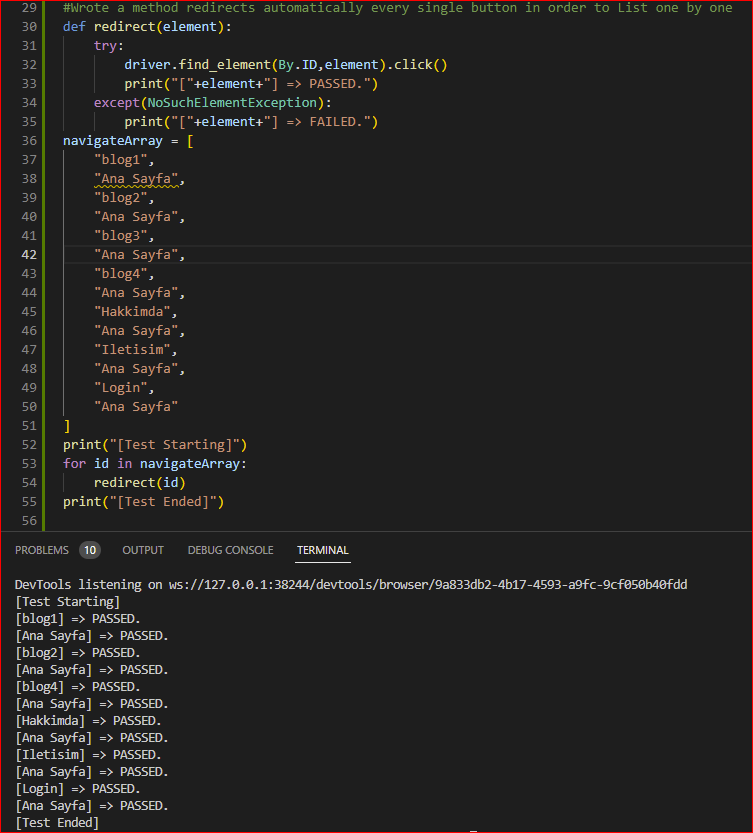 29 #Wrote a method redirects automatically every single button in order to List one by one
30 def redirect(element):
31 try:
32 driver.find_element(By.ID,element).click()
33 print("["+element+"] => PASSED.")
34 except(NoSuchElementException):
35 print("["+element+"] => FAILED.")
36 navigateArray = [
37 "blog1",
38 "Ana Sayfa",
39 "blog2",
40 "Ana Sayfa",
41 "blog3",
42 "Ana Sayfa",
43 "blog4",
44 "Ana Sayfa",
45 "Hakkimda",
46 "Ana Sayfa",
47 "Iletisim",
48 "Ana Sayfa",
49 "Login",
50 "Ana Sayfa"
51 ]
52 print("[Test Starting]")
53 for id in navigateArray:
54 redirect(id)
55 print("[Test Ended]")
56
PROBLEMS 10 OUTPUT DEBUG CONSOLE TERMINAL
DevTools listening on ws://127.0.0.1:38244/devtools/browser/9a833db2-4b17-4593-a9fc-9cf050b40fdd
[Test Starting]
[blog1] => PASSED.
[Ana Sayfa] => PASSED.
[blog2] => PASSED.
[Ana Sayfa] => PASSED.
[blog4] => PASSED.
[Ana Sayfa] => PASSED.
[Hakkimda] => PASSED.
[Ana Sayfa] => PASSED.
[Iletisim] => PASSED.
[Ana Sayfa] => PASSED.
[Login] => PASSED.
[Ana Sayfa] => PASSED.
[Test Ended]